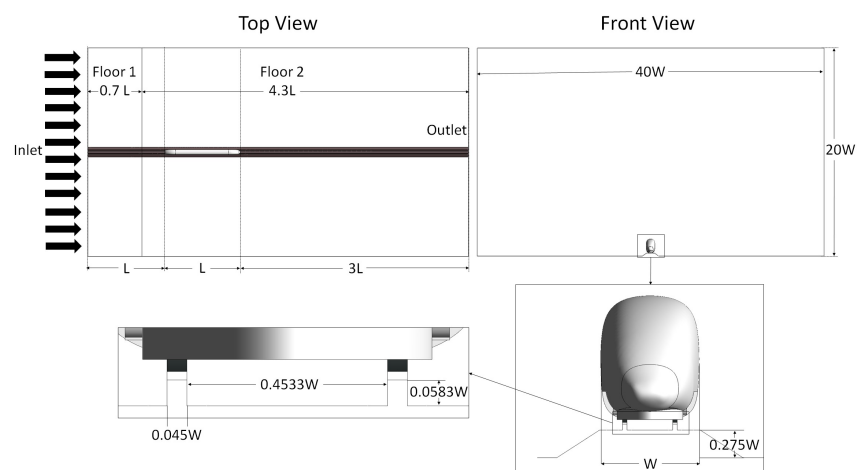 Top View
Front View
Floor 1
Floor 2
0.7 L
4.3L
40W
Outlet
Inlet
20W
L
L
3L
0.4533W
0.0583W
0.045W
0.275W
W